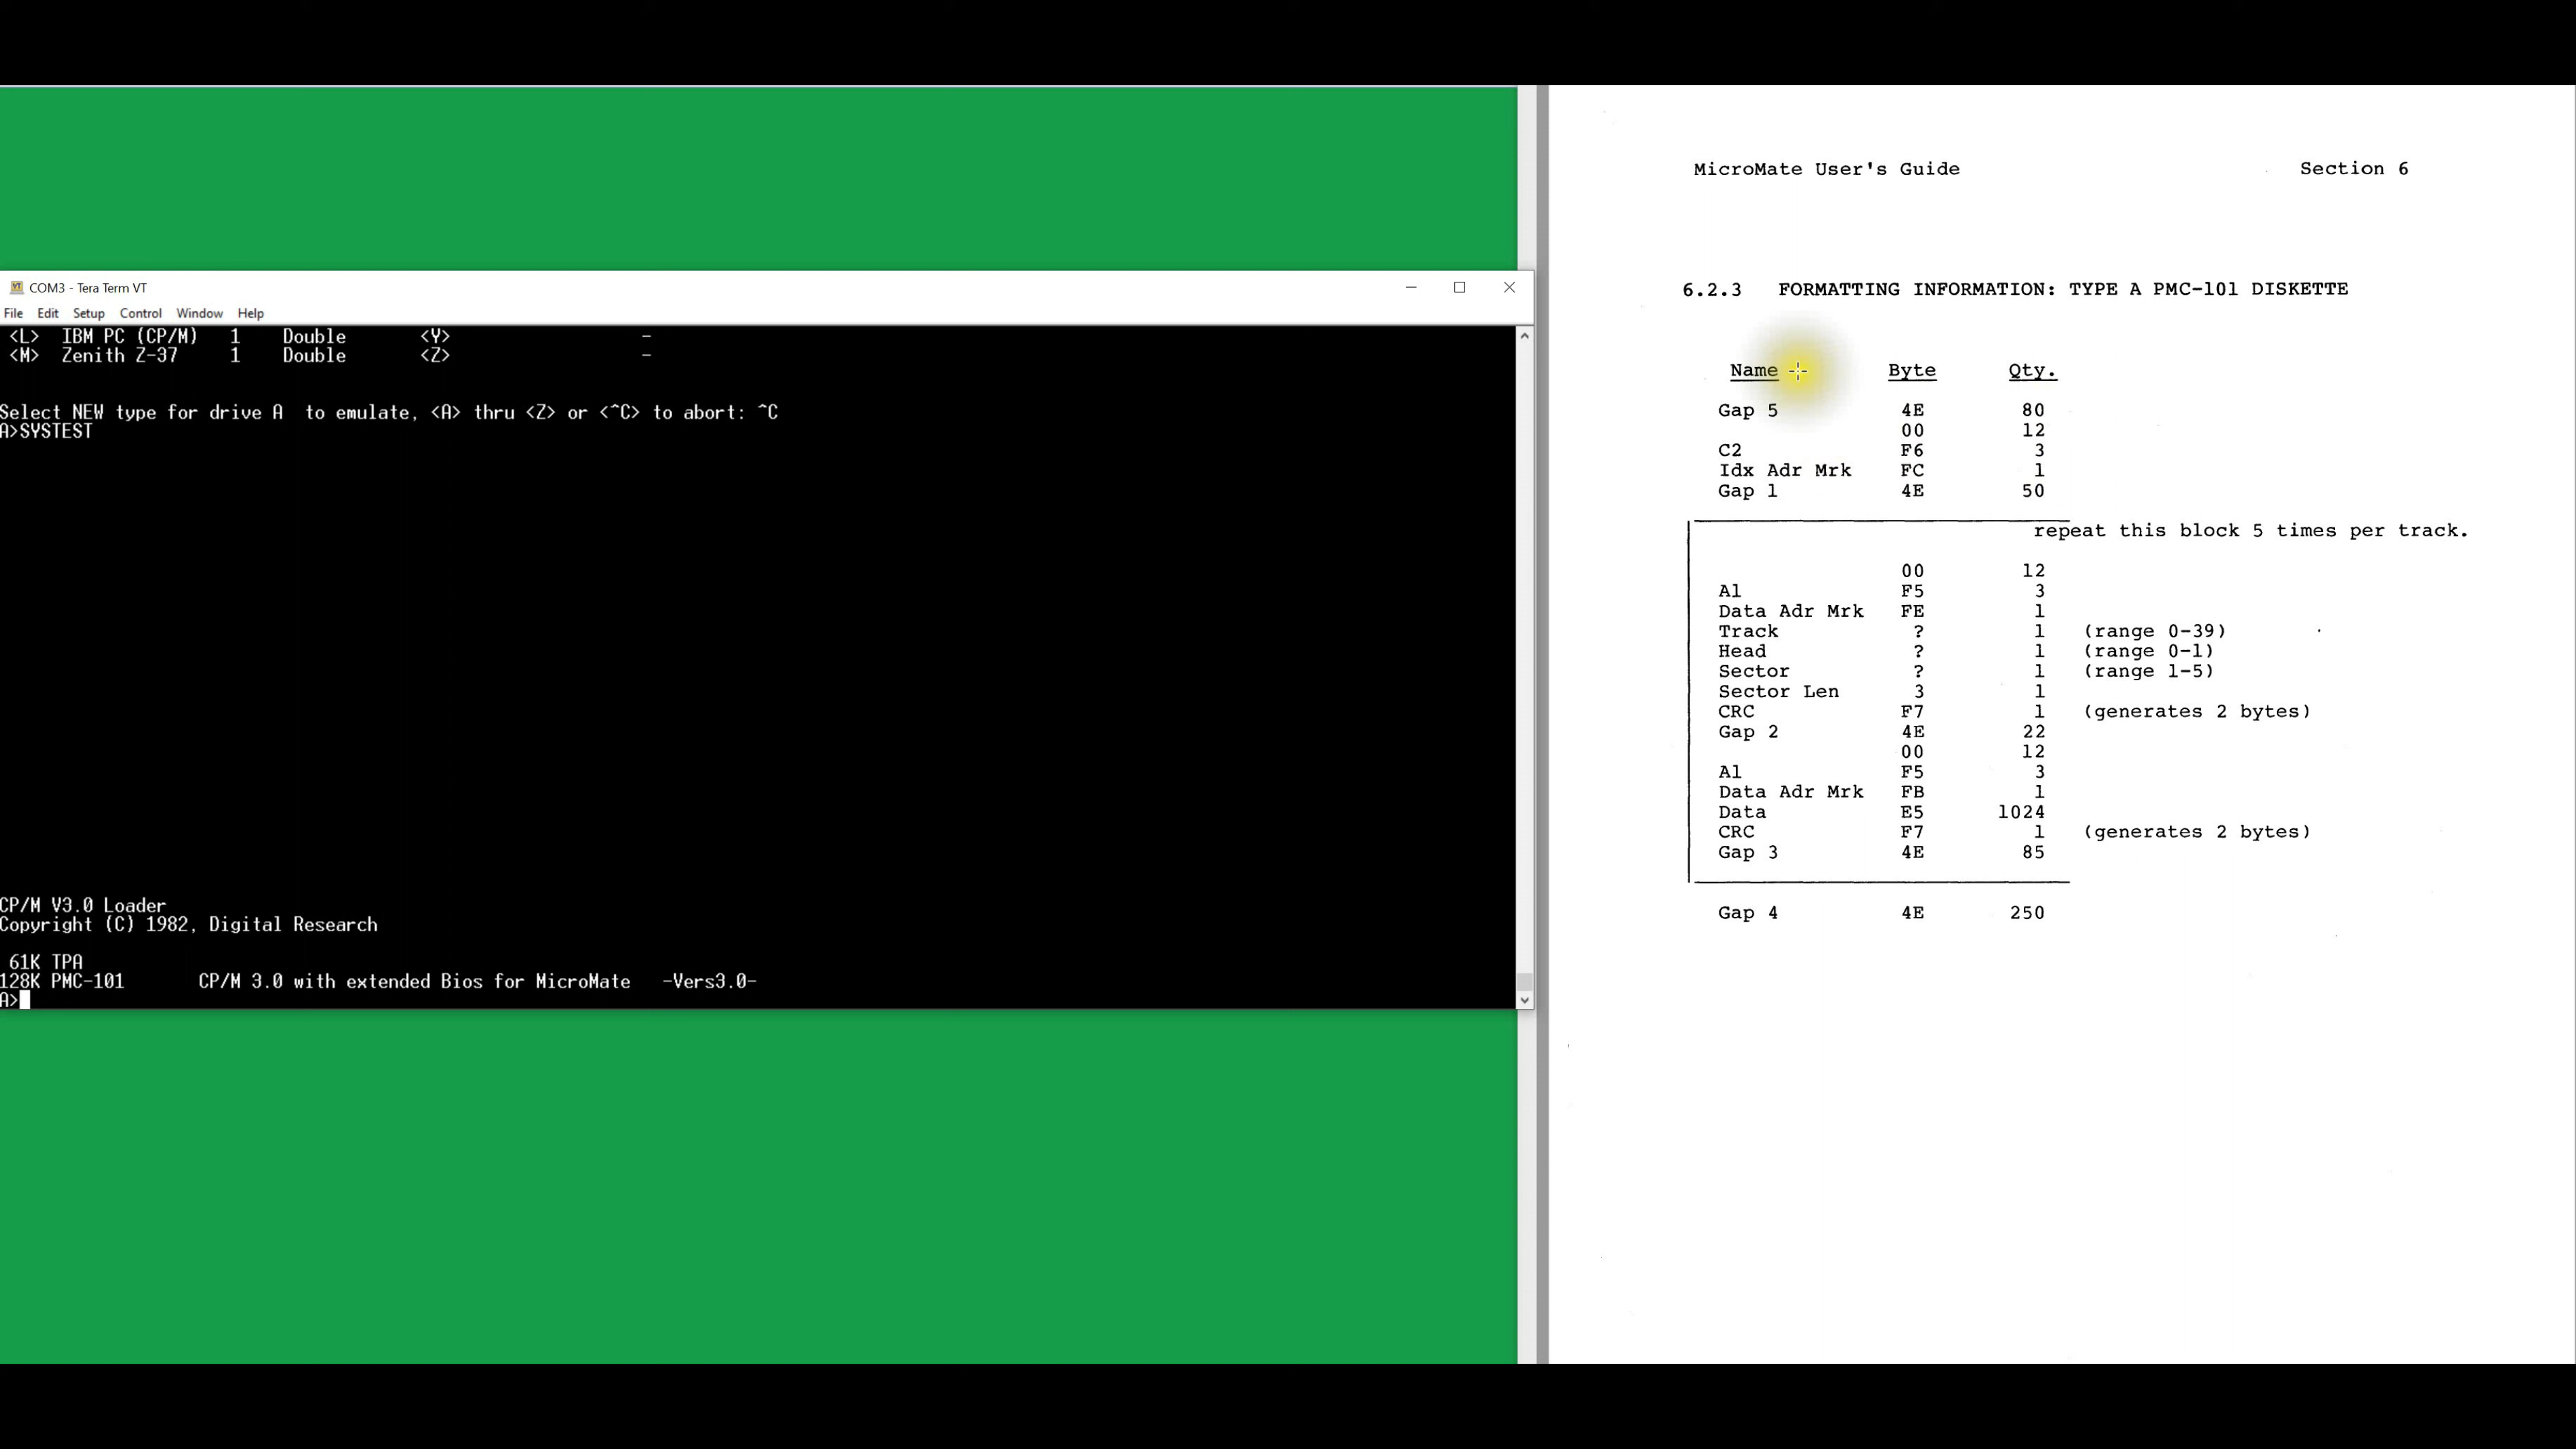 COM3 - Tera Term VT
File Edit Setup Control Window Help
<L> IBM PC (CP/M) 1 Double <Y> -
<M> Zenith Z-37 1 Double <Z> -
Select NEW type for drive A to emulate, <A> thru <Z> or <^C> to abort: ^C
A>SYSTEST
CP/M V3.0 Loader
Copyright (C) 1982, Digital Research
61K TPA
128K PMC-101 CP/M 3.0 with extended Bios for MicroMate -Vers3.0-
A>
MicroMate User's Guide Section 6
6.2.3 FORMATTING INFORMATION: TYPE A PMC-101 DISKETTE
Name Byte Qty.
Gap 5 4E 80
00 12
C2 F6 3
Idx Adr Mrk FC 1
Gap 1 4E 50
repeat this block 5 times per track.
00 12
A1 F5 3
Data Adr Mrk FE 1
Track ? 1 (range 0-39)
Head ? 1 (range 0-1)
Sector ? 1 (range 1-5)
Sector Len 3 1
CRC F7 1 (generates 2 bytes)
Gap 2 4E 22
00 12
A1 F5 3
Data Adr Mrk FB 1
Data E5 1024
CRC F7 1 (generates 2 bytes)
Gap 3 4E 85
Gap 4 4E 250